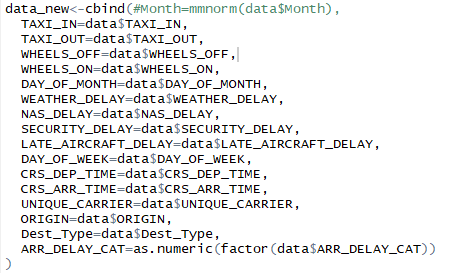 data_new<-cbind(#Month=mmnorm(data$Month),
TAXI_IN=data$TAXI_IN,
TAXI_OUT=data$TAXI_OUT,
WHEELS_OFF=data$WHEELS_OFF,
WHEELS_ON=data$WHEELS_ON,
DAY_OF_MONTH=data$DAY_OF_MONTH,
WEATHER_DELAY=data$WEATHER_DELAY,
NAS_DELAY=data$NAS_DELAY,
SECURITY_DELAY=data$SECURITY_DELAY,
LATE_AIRCRAFT_DELAY=data$LATE_AIRCRAFT_DELAY,
DAY_OF_WEEK=data$DAY_OF_WEEK,
CRS_DEP_TIME=data$CRS_DEP_TIME,
CRS_ARR_TIME=data$CRS_ARR_TIME,
UNIQUE_CARRIER=data$UNIQUE_CARRIER,
ORIGIN=data$ORIGIN,
Dest_Type=data$Dest_Type,
ARR_DELAY_CAT=as.numeric(factor(data$ARR_DELAY_CAT))
)